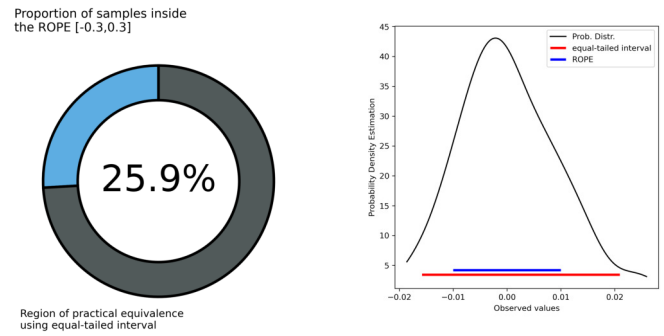 Proportion of samples inside
the ROPE [-0.3,0.3]
25.9%
Region of practical equivalence
using equal-tailed interval
45
40
35
30
25
20
15
10
5
Probability Density Estimation
Prob. Distr.
equal-tailed interval
ROPE
−0.02
−0.01
0.00
0.01
0.02
Observed values